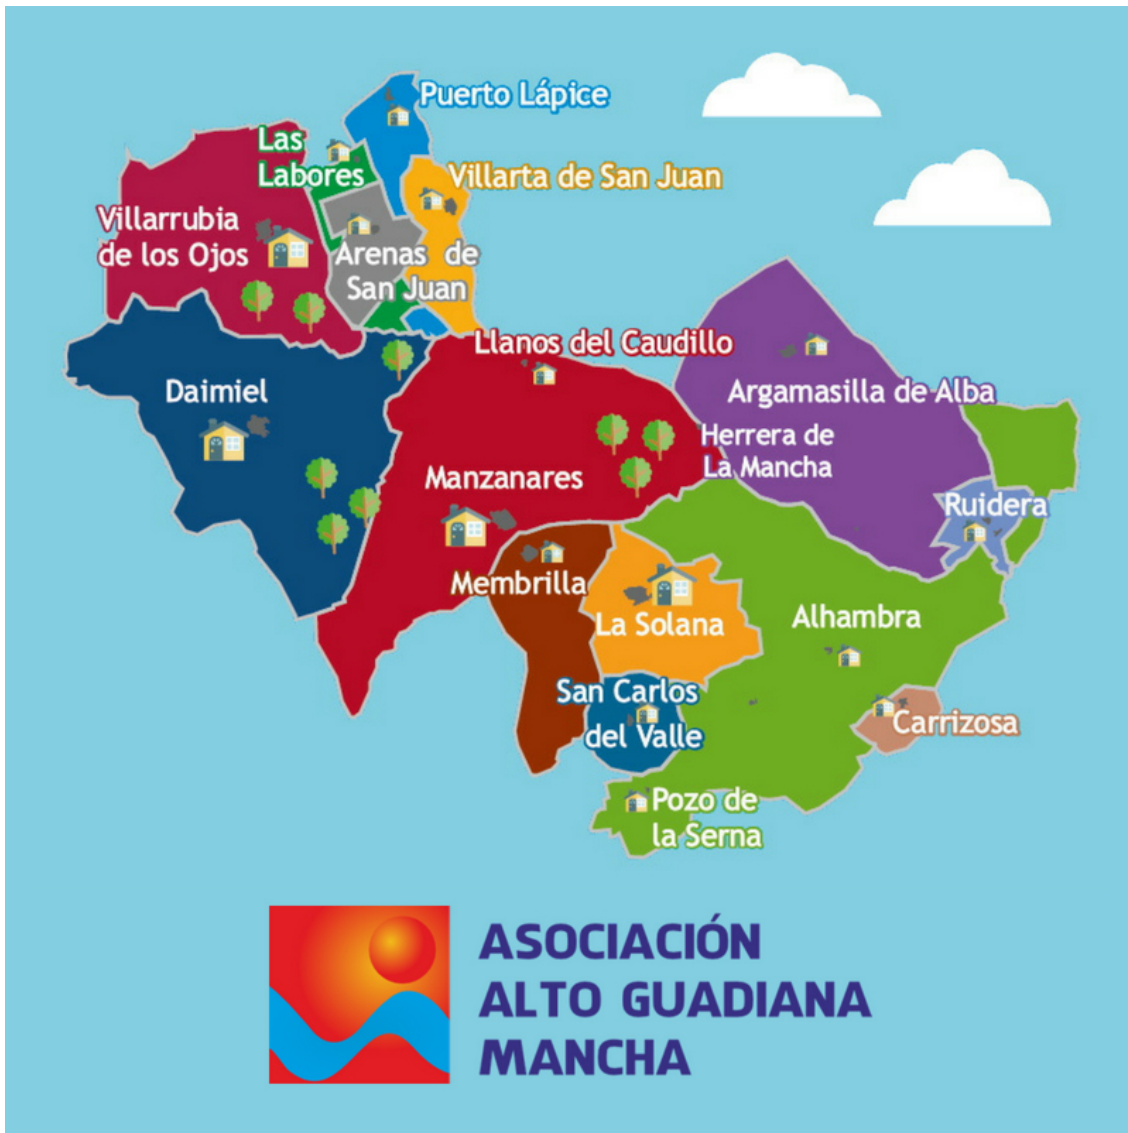 Puerto Lápice
Las
Labores
Villarta de San Juan
Villarrubia
de los Ojos
Arenas de
San Juan
Llanos del Caudillo
Daimiel
Argamasilla de Alba
Herrera de
La Mancha
Manzanares
Ruidera
Membrilla
La Solana
Alhambra
San Carlos
del Valle
Carrizosa
Pozo de
la Serna
ASOCIACIÓN
ALTO GUADIANA
MANCHA